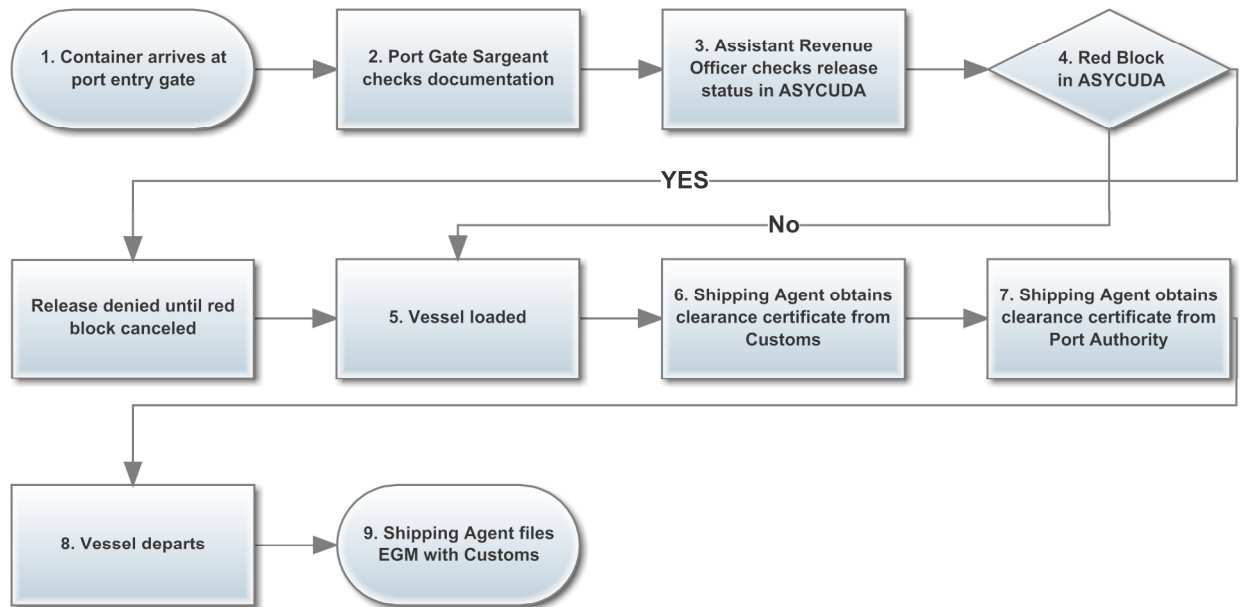 1. Container arrives at
port entry gate
2. Port Gate Sargeant
checks documentation
3. Assistant Revenue
Officer checks release
status in ASYCUDA
4. Red Block
in ASYCUDA
YES
No
Release denied until red
block canceled
5. Vessel loaded
6. Shipping Agent obtains
clearance certificate from
Customs
7. Shipping Agent obtains
clearance certificate from
Port Authority
8. Vessel departs
9. Shipping Agent files
EGM with Customs